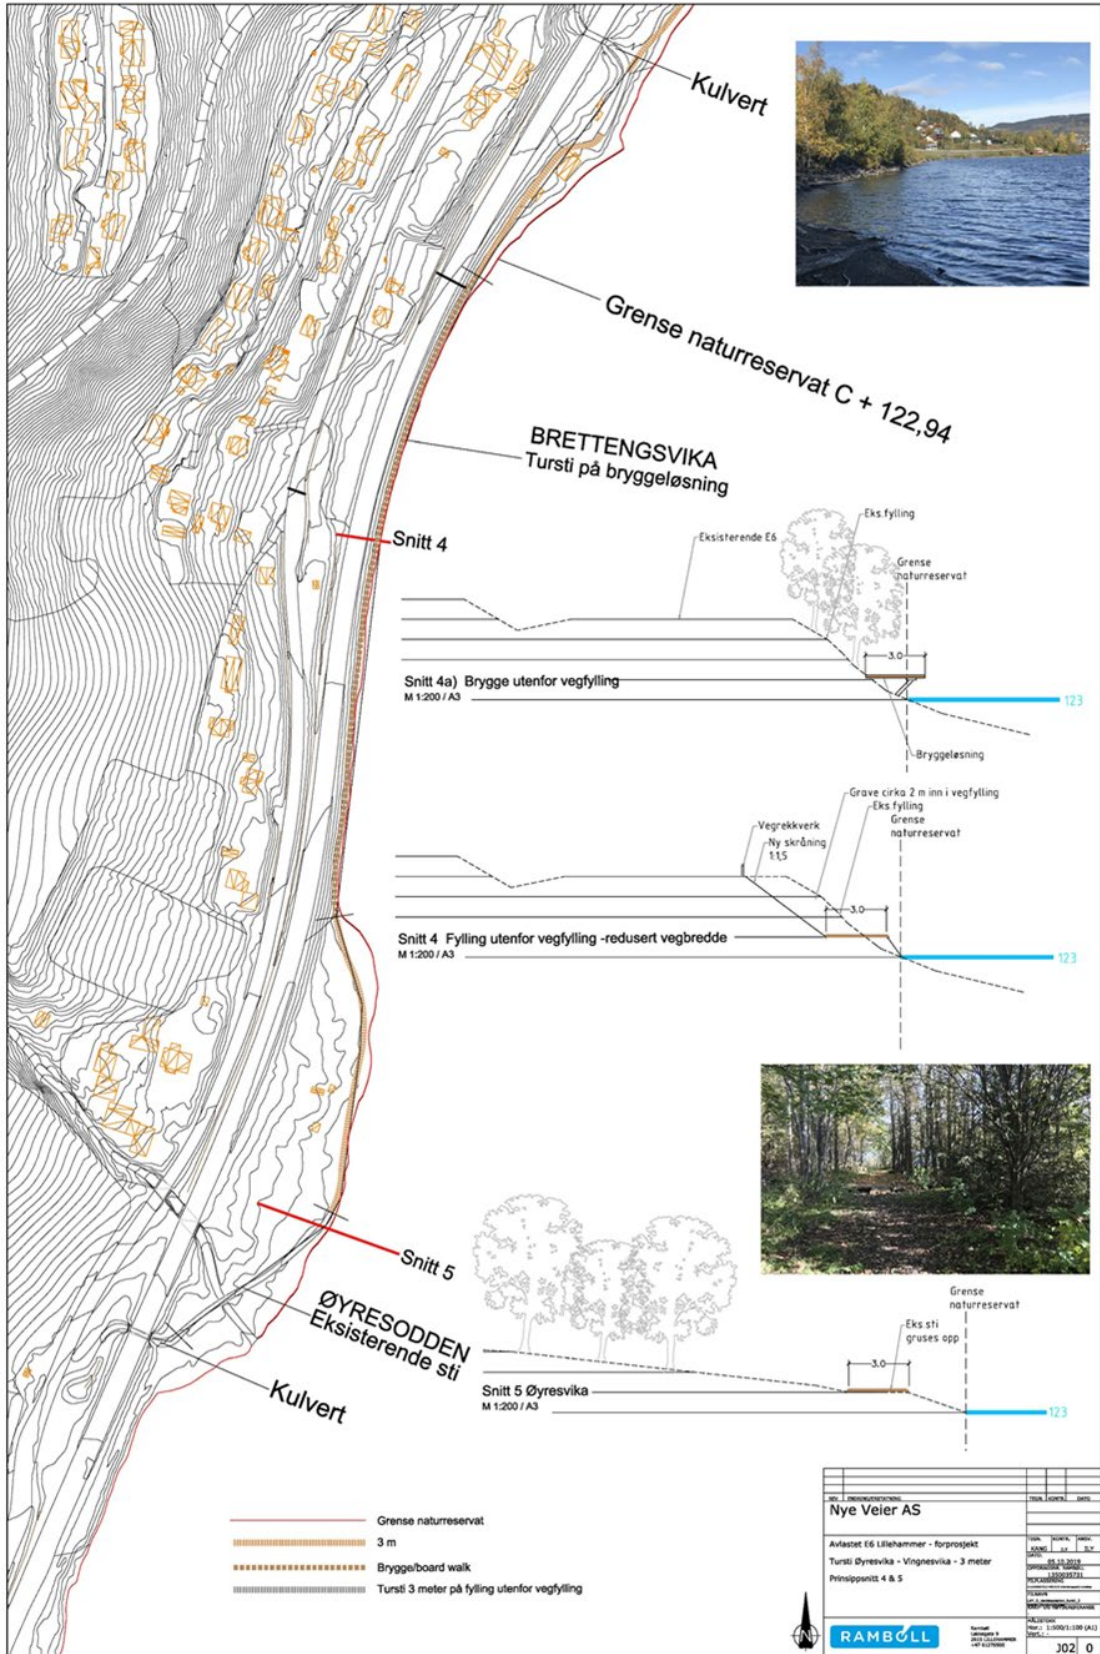 Kulvert
Grense naturreservat C + 122,94
BRETTENGSVIKA
Tursti på bryggeløsning
Snitt 4
Eks.fylling
Eksisterende E6
Grense
naturreservat
3.0
Snitt 4a) Brygge utenfor vegfylling
M 1:200 / A3
123
Bryggeløsning
Grave cirka 2 m inn i vegfylling
Eks.fylling
Grense
naturreservat
Vegrekkverk
Ny skråning
1:1,5
3.0
Snitt 4 Fylling utenfor vegfylling -redusert vegbredde
M 1:200 / A3
123
Snitt 5
ØYRESODDEN
Eksisterende sti
Kulvert
Grense
naturreservat
Eks.sti
gruses opp
3.0
Snitt 5 Øyresvika
M 1:200 / A3
123
Grense naturreservat
3 m
Brygge/board walk
Tursti 3 meter på fylling utenfor vegfylling
Nye Veier AS
Avlastet E6 Lillehammer - forprosjekt
Tursti Øyresvika - Vingnesvika - 3 meter
Prinsippsnitt 4 & 5
05.10.2019
N
RAMBOLL
J02 0